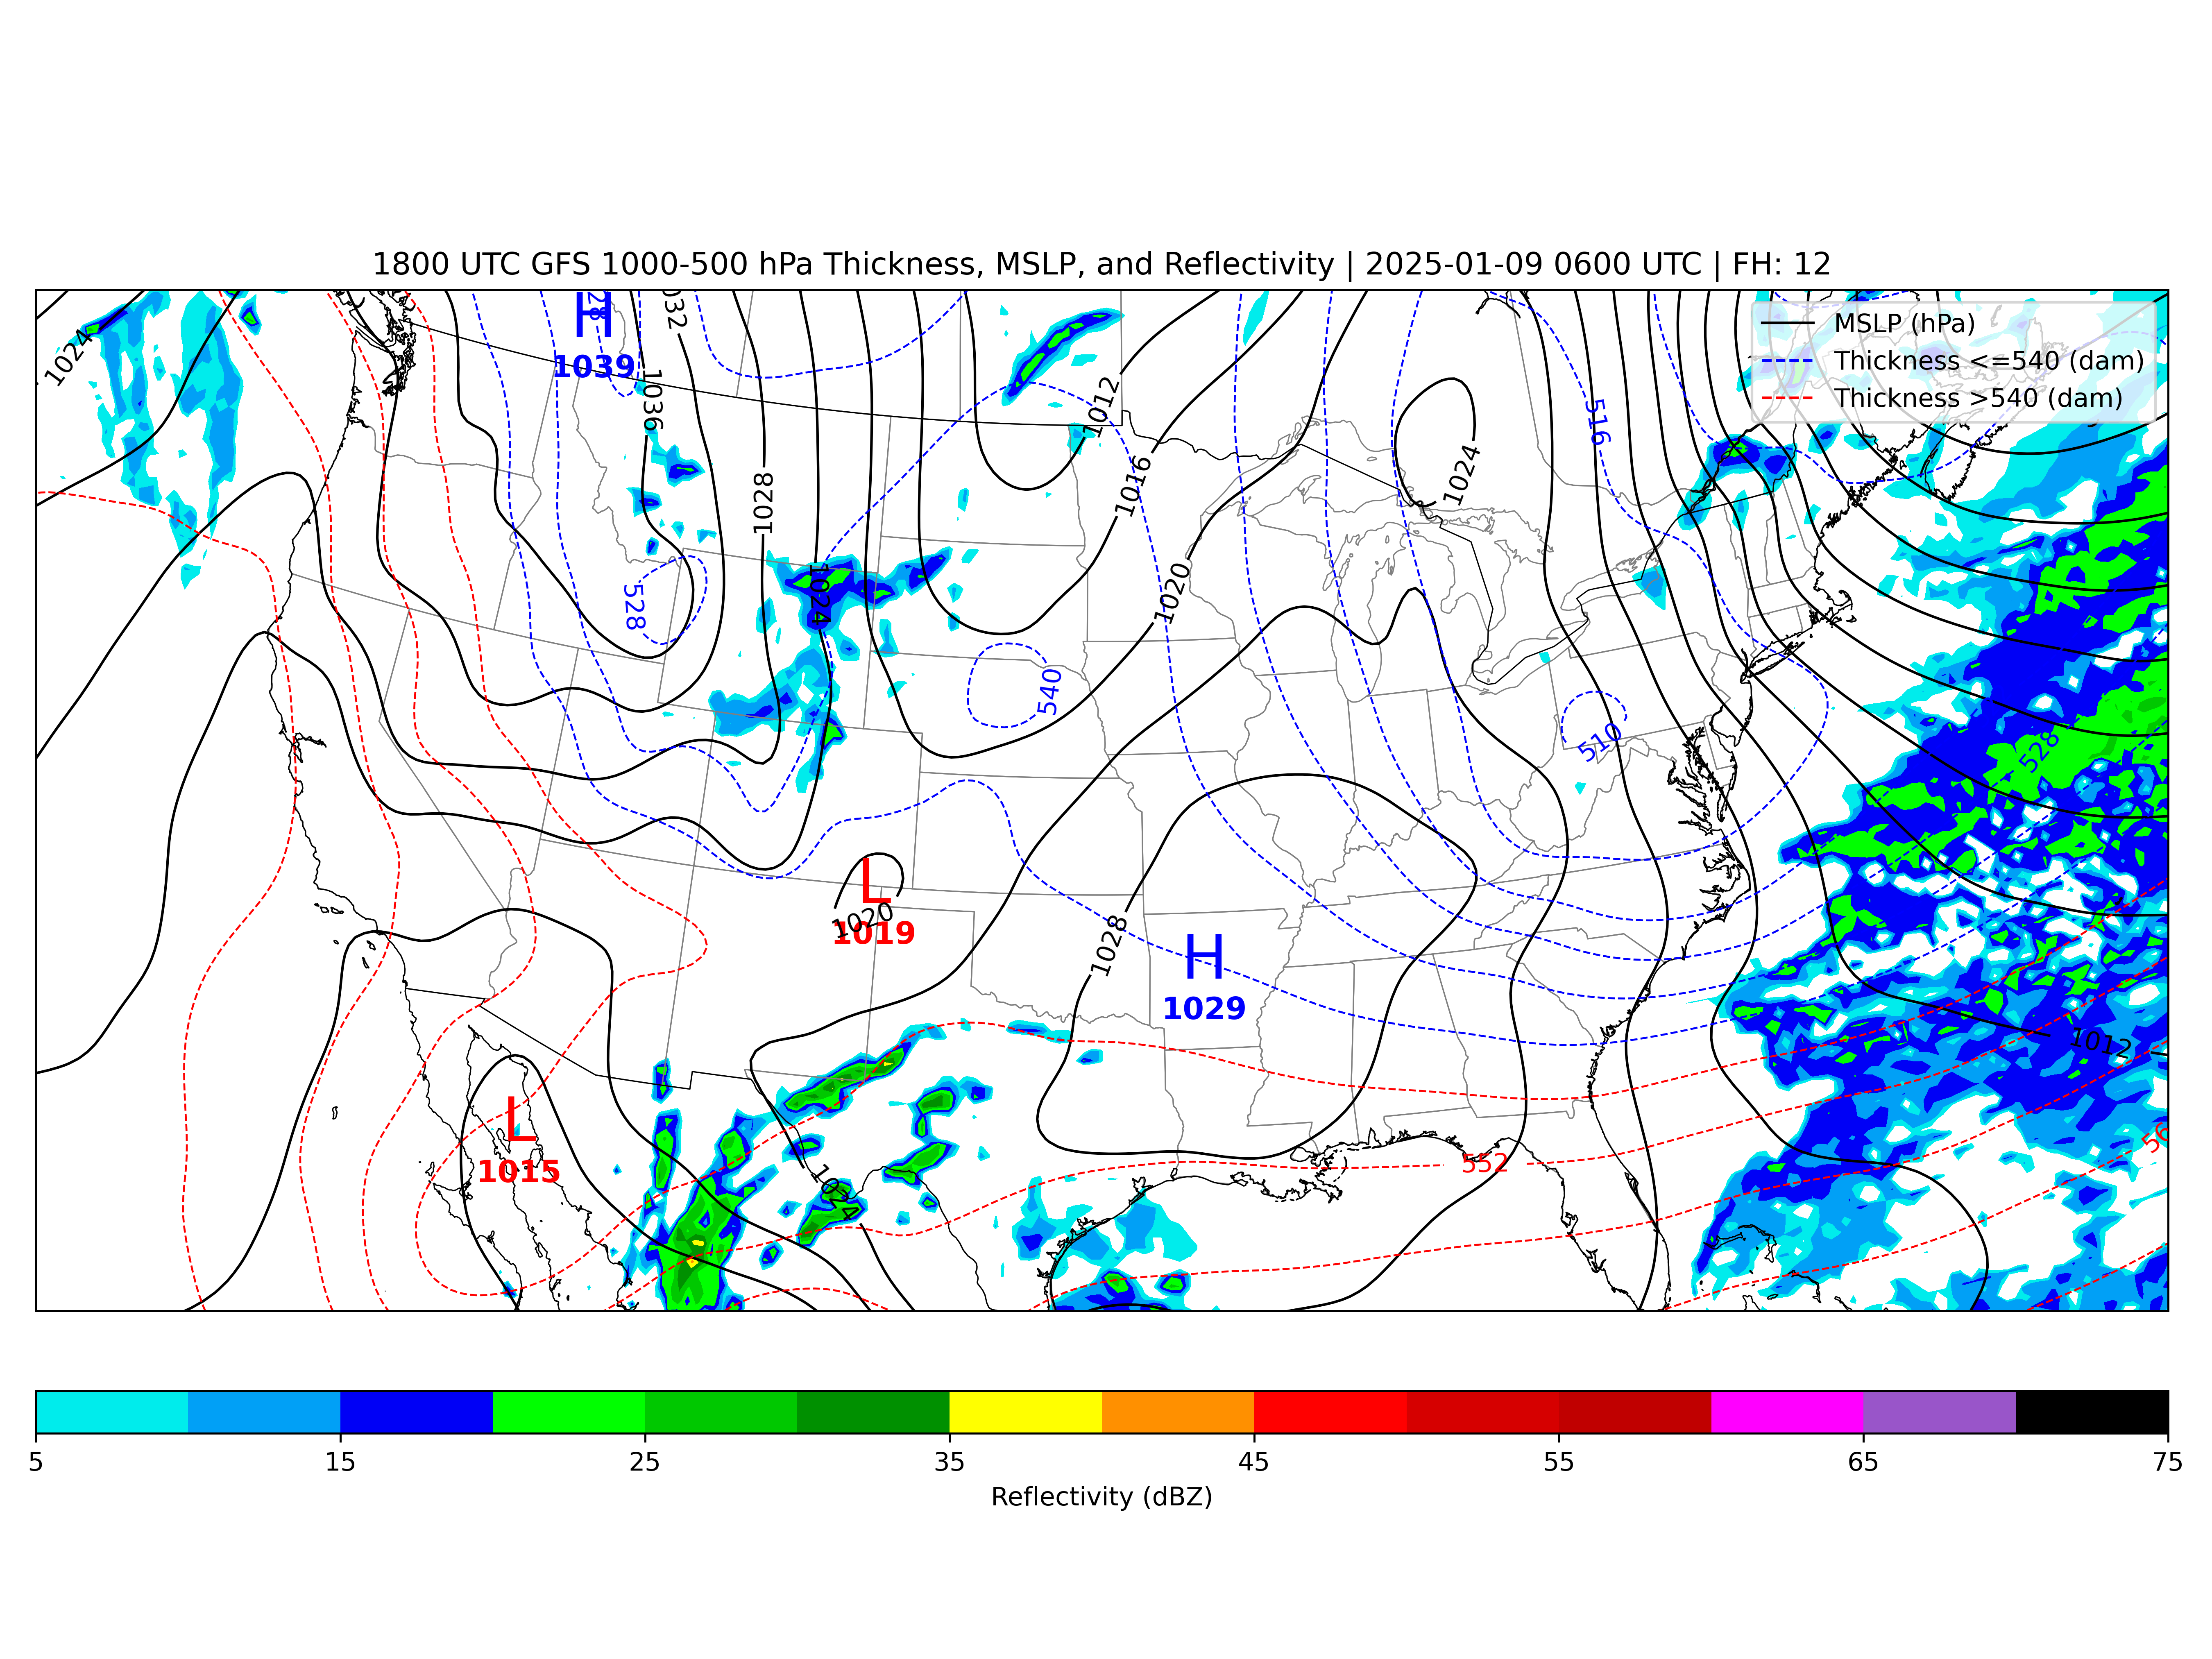 1800 UTC GFS 1000-500 hPa Thickness, MSLP, and Reflectivity | 2025-01-09 0600 UTC | FH: 12
MSLP (hPa)
Thickness <=540 (dam)
Thickness >540 (dam)
1024
H
1039
1032
1036
1012
516
1028
1016
1024
1024
528
1020
540
510
528
L
1020
1019
1028
H
1029
1012
L
1015
552
1024
5 15 25 35 45 55 65 75
Reflectivity (dBZ)